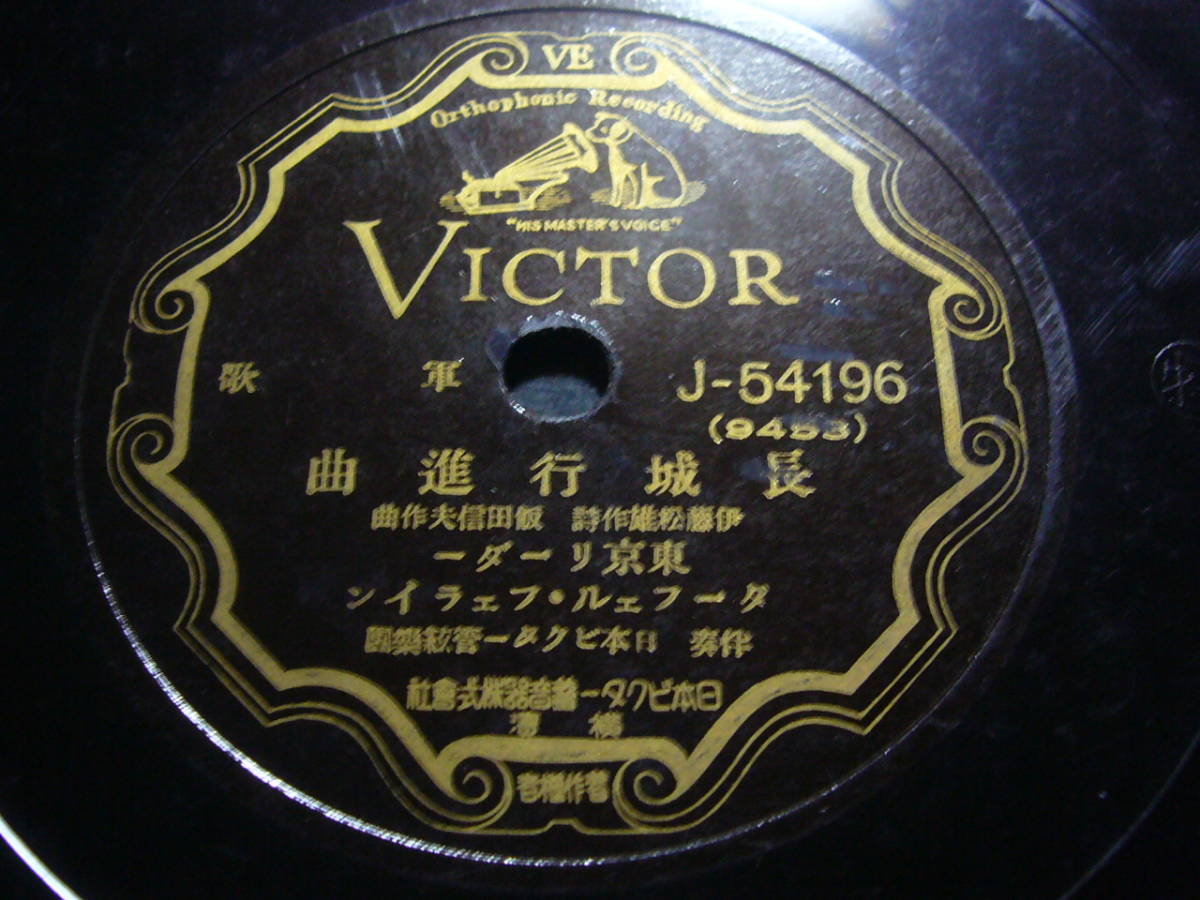 VE
Orthophonic Recording
"HIS MASTER'S VOICE"
VICTOR
軍歌
J-54196
(9453)
長城行進曲
伊藤松雄作詩 飯田信夫作曲
東京リーダー
ターフェル・フェライン
伴奏 日本ビクター管絃樂團
日本ビクター蓄音器株式會社
横濱
著作權者